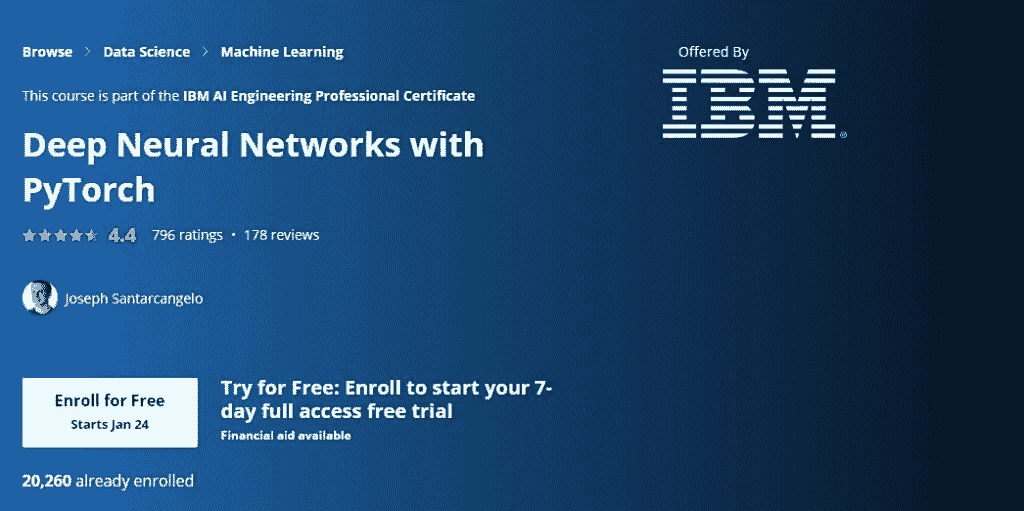 Browse > Data Science > Machine Learning
Offered By
IBM®
This course is part of the IBM AI Engineering Professional Certificate
Deep Neural Networks with
PyTorch
4.4 796 ratings • 178 reviews
Joseph Santarcangelo
Enroll for Free
Starts Jan 24
Try for Free: Enroll to start your 7-
day full access free trial
Financial aid available
20,260 already enrolled